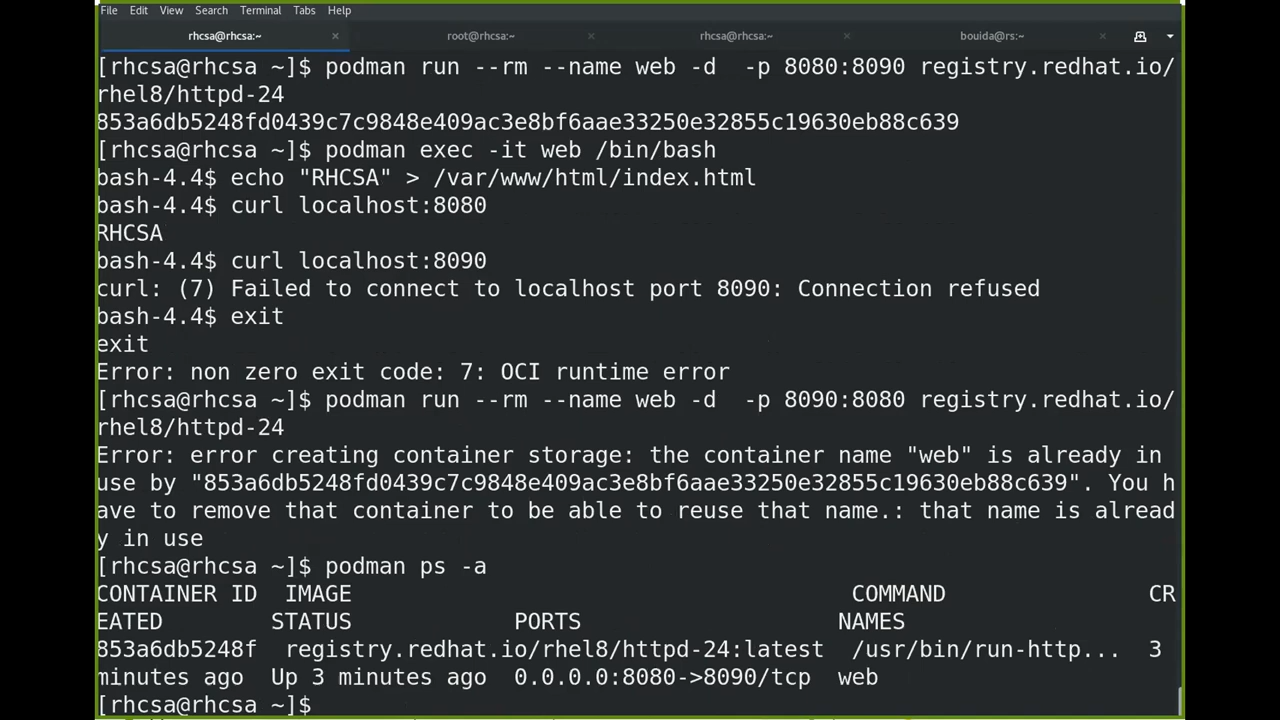 File Edit View Search Terminal Tabs Help
rhcsa@rhcsa:~ × root@rhcsa:~ × rhcsa@rhcsa:~ × bouida@rs:~ ×
[rhcsa@rhcsa ~]$ podman run --rm --name web -d  -p 8080:8090 registry.redhat.io/
rhel8/httpd-24
853a6db5248fd0439c7c9848e409ac3e8bf6aae33250e32855c19630eb88c639
[rhcsa@rhcsa ~]$ podman exec -it web /bin/bash
bash-4.4$ echo "RHCSA" > /var/www/html/index.html
bash-4.4$ curl localhost:8080
RHCSA
bash-4.4$ curl localhost:8090
curl: (7) Failed to connect to localhost port 8090: Connection refused
bash-4.4$ exit
exit
Error: non zero exit code: 7: OCI runtime error
[rhcsa@rhcsa ~]$ podman run --rm --name web -d  -p 8090:8080 registry.redhat.io/
rhel8/httpd-24
Error: error creating container storage: the container name "web" is already in
use by "853a6db5248fd0439c7c9848e409ac3e8bf6aae33250e32855c19630eb88c639". You h
ave to remove that container to be able to reuse that name.: that name is alread
y in use
[rhcsa@rhcsa ~]$ podman ps -a
CONTAINER ID  IMAGE                                     COMMAND               CR
EATED        STATUS            PORTS                   NAMES
853a6db5248f  registry.redhat.io/rhel8/httpd-24:latest  /usr/bin/run-http...  3
minutes ago  Up 3 minutes ago  0.0.0.0:8080->8090/tcp  web
[rhcsa@rhcsa ~]$